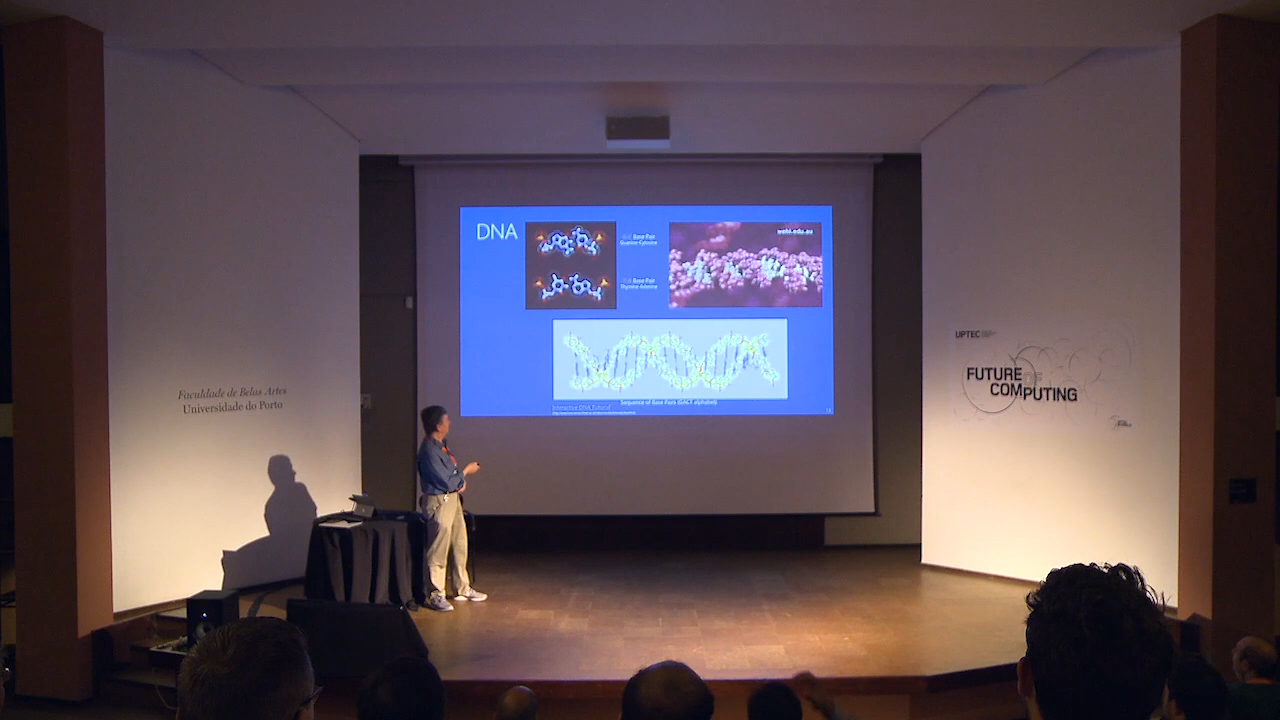 DNA
Base Pair
Guanine Cytosine
Base Pair
Thymine Adenine
wehi.edu.au
Sequence of Base Pairs (GACT alphabet)
Interactive DNA Tutorial
Faculdade de Belas Artes
Universidade do Porto
UPTEC
FUTURE
OF
COMPUTING